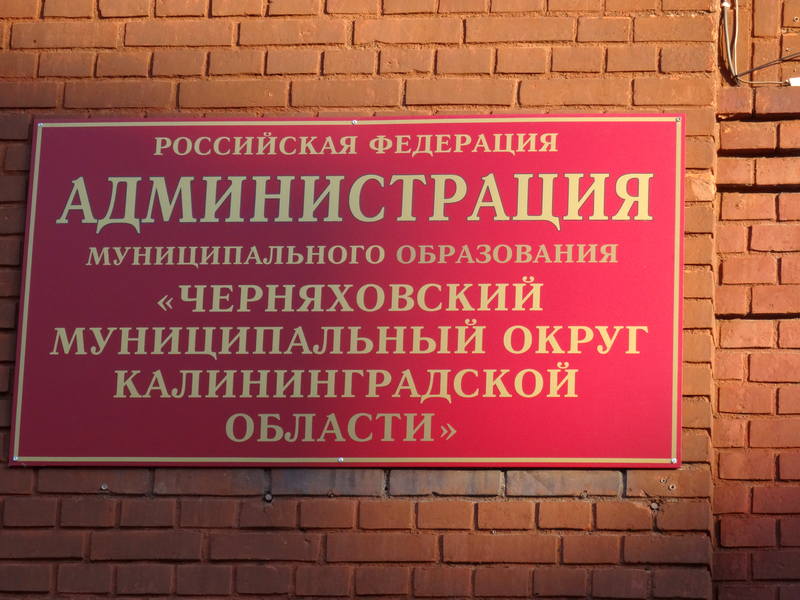 РОССИЙСКАЯ ФЕДЕРАЦИЯ
АДМИНИСТРАЦИЯ
МУНИЦИПАЛЬНОГО ОБРАЗОВАНИЯ
«ЧЕРНЯХОВСКИЙ
МУНИЦИПАЛЬНЫЙ ОКРУГ
КАЛИНИНГРАДСКОЙ
ОБЛАСТИ»